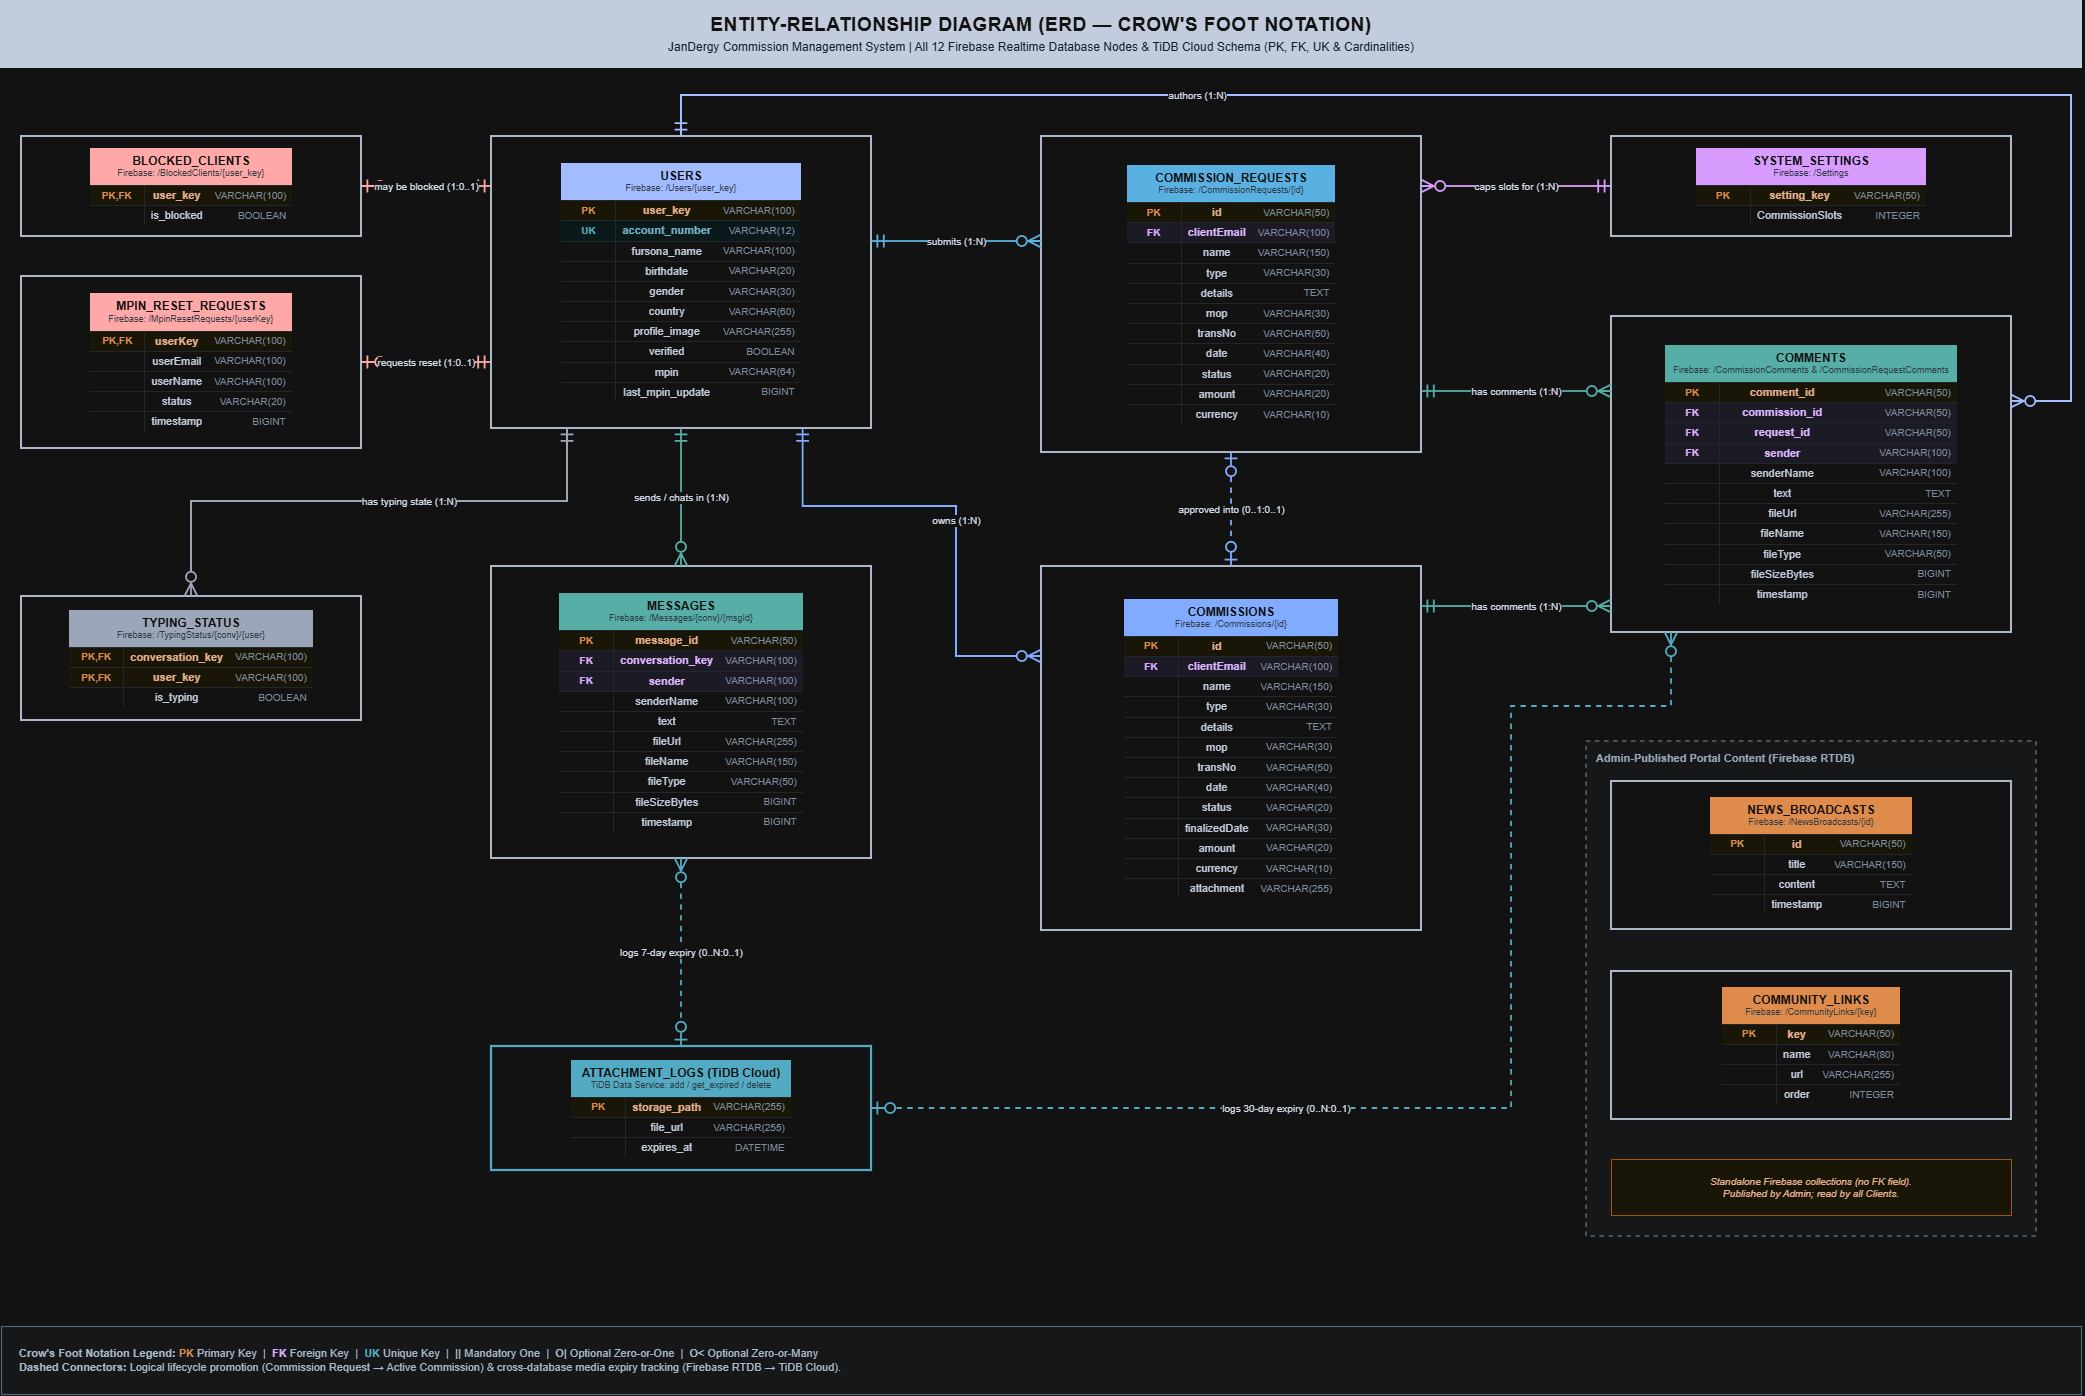 ENTITY-RELATIONSHIP DIAGRAM (ERD — CROW'S FOOT NOTATION)
JanDergy Commission Management System | All 12 Firebase Realtime Database Nodes & TiDB Cloud Schema (PK, FK, UK & Cardinalities)
authors (1:N)
BLOCKED_CLIENTS
Firebase: /BlockedClients/{user_key}
PK,FK user_key VARCHAR(100)
is_blocked BOOLEAN
may be blocked (1:0..1)
MPIN_RESET_REQUESTS
Firebase: /MpinResetRequests/{userKey}
PK,FK userKey VARCHAR(100)
userEmail VARCHAR(100)
userName VARCHAR(100)
status VARCHAR(20)
timestamp BIGINT
requests reset (1:0..1)
USERS
Firebase: /Users/{user_key}
PK user_key VARCHAR(100)
UK account_number VARCHAR(12)
fursona_name VARCHAR(100)
birthdate VARCHAR(20)
gender VARCHAR(30)
country VARCHAR(60)
profile_image VARCHAR(255)
verified BOOLEAN
mpin VARCHAR(64)
last_mpin_update BIGINT
submits (1:N)
COMMISSION_REQUESTS
Firebase: /CommissionRequests/{id}
PK id VARCHAR(50)
FK clientEmail VARCHAR(100)
name VARCHAR(150)
type VARCHAR(30)
details TEXT
mop VARCHAR(30)
transNo VARCHAR(50)
date VARCHAR(40)
status VARCHAR(20)
amount VARCHAR(20)
currency VARCHAR(10)
caps slots for (1:N)
SYSTEM_SETTINGS
Firebase: /Settings
PK setting_key VARCHAR(50)
CommissionSlots INTEGER
has comments (1:N)
COMMENTS
Firebase: /CommissionComments & /CommissionRequestComments
PK comment_id VARCHAR(50)
FK commission_id VARCHAR(50)
FK request_id VARCHAR(50)
FK sender VARCHAR(100)
senderName VARCHAR(100)
text TEXT
fileUrl VARCHAR(255)
fileName VARCHAR(150)
fileType VARCHAR(50)
fileSizeBytes BIGINT
timestamp BIGINT
has typing state (1:N)
sends / chats in (1:N)
owns (1:N)
approved into (0..1:0..1)
has comments (1:N)
TYPING_STATUS
Firebase: /TypingStatus/{conv}/{user}
PK,FK conversation_key VARCHAR(100)
PK,FK user_key VARCHAR(100)
is_typing BOOLEAN
MESSAGES
Firebase: /Messages/{conv}/{msgId}
PK message_id VARCHAR(50)
FK conversation_key VARCHAR(100)
FK sender VARCHAR(100)
senderName VARCHAR(100)
text TEXT
fileUrl VARCHAR(255)
fileName VARCHAR(150)
fileType VARCHAR(50)
fileSizeBytes BIGINT
timestamp BIGINT
COMMISSIONS
Firebase: /Commissions/{id}
PK id VARCHAR(50)
FK clientEmail VARCHAR(100)
name VARCHAR(150)
type VARCHAR(30)
details TEXT
mop VARCHAR(30)
transNo VARCHAR(50)
date VARCHAR(40)
status VARCHAR(20)
finalizedDate VARCHAR(30)
amount VARCHAR(20)
currency VARCHAR(10)
attachment VARCHAR(255)
logs 7-day expiry (0..N:0..1)
ATTACHMENT_LOGS (TiDB Cloud)
TiDB Data Service: add / get_expired / delete
PK storage_path VARCHAR(255)
file_url VARCHAR(255)
expires_at DATETIME
logs 30-day expiry (0..N:0..1)
Admin-Published Portal Content (Firebase RTDB)
NEWS_BROADCASTS
Firebase: /NewsBroadcasts/{id}
PK id VARCHAR(50)
title VARCHAR(150)
content TEXT
timestamp BIGINT
COMMUNITY_LINKS
Firebase: /CommunityLinks/{key}
PK key VARCHAR(50)
name VARCHAR(80)
url VARCHAR(255)
order INTEGER
Standalone Firebase collections (no FK field).
Published by Admin; read by all Clients.
Crow's Foot Notation Legend: PK Primary Key | FK Foreign Key | UK Unique Key | || Mandatory One | O| Optional Zero-or-One | O< Optional Zero-or-Many
Dashed Connectors: Logical lifecycle promotion (Commission Request → Active Commission) & cross-database media expiry tracking (Firebase RTDB → TiDB Cloud).